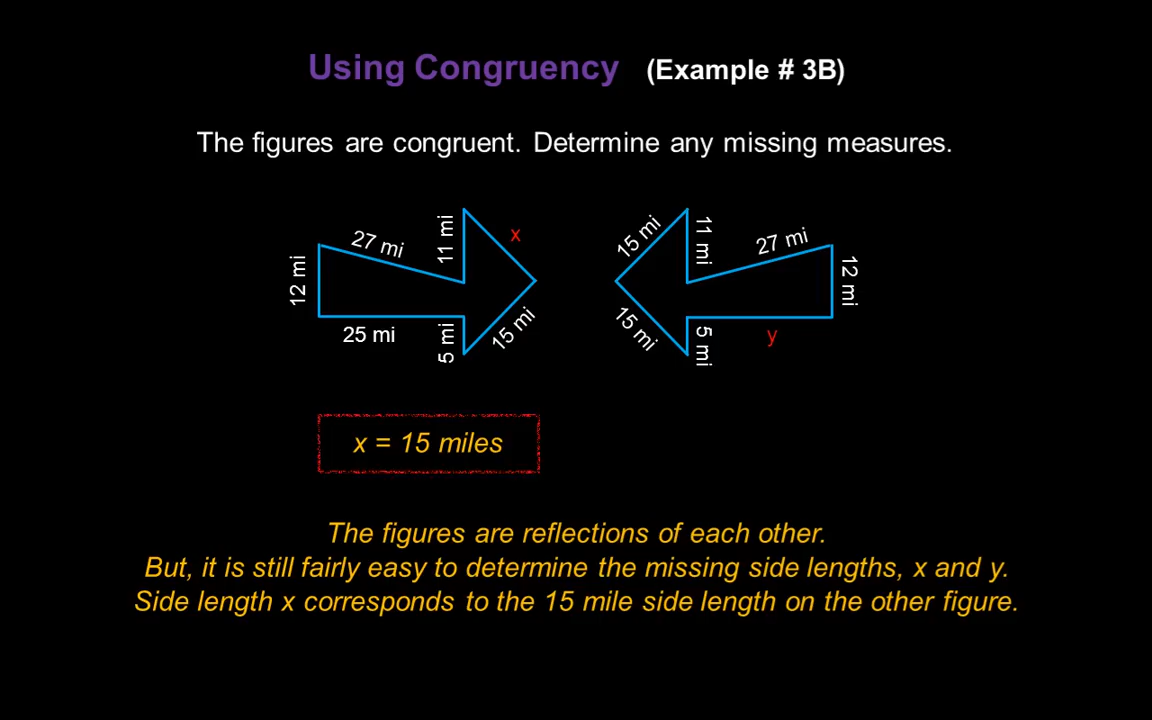 Using Congruency (Example # 3B)
The figures are congruent. Determine any missing measures.
27 mi
11 mi
x
12 mi
25 mi
5 mi
15 mi
15 mi
11 mi
27 mi
12 mi
15 mi
5 mi
y
x = 15 miles
The figures are reflections of each other.
But, it is still fairly easy to determine the missing side lengths, x and y.
Side length x corresponds to the 15 mile side length on the other figure.